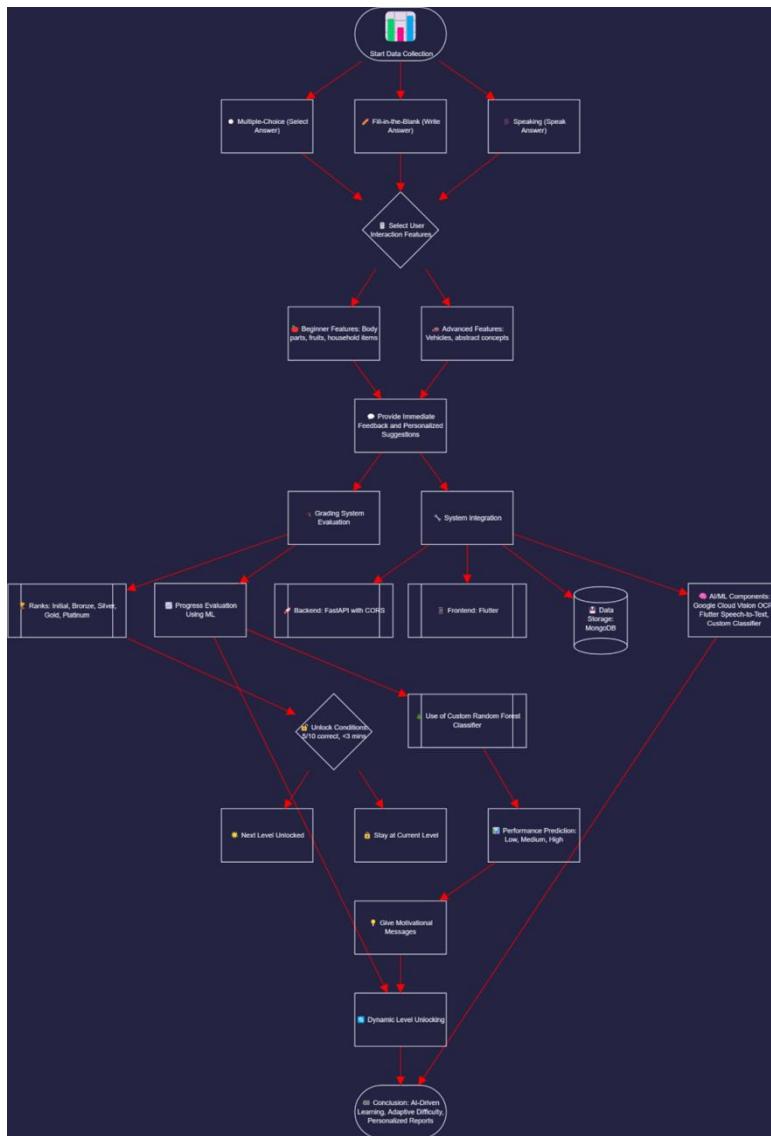 Start Data Collection
Multiple-Choice (Select
Answer)
Fill-in-the-Blank (Write
Answer)
Speaking (Speak
Answer)
Select User
Interaction Features
Beginner Features: Body
parts, fruits, household items
Advanced Features:
Vehicles, abstract concepts
Provide Immediate
Feedback and Personalized
Suggestions
Grading System
Evaluation
System Integration
Ranks: Initial, Bronze, Silver,
Gold, Platinum
Progress Evaluation
Using ML
Backend: FastAPI with CORS
Frontend: Flutter
Data
Storage:
MongoDB
AI/ML Components:
Google Cloud Vision OCR,
Flutter Speech-to-Text,
Custom Classifier
Unlock Conditions:
5/10 correct, <3 mins
Use of Custom Random Forest
Classifier
Next Level Unlocked
Stay at Current Level
Performance Prediction:
Low, Medium, High
Give Motivational
Messages
Dynamic Level Unlocking
Conclusion: AI-Driven
Learning, Adaptive Difficulty,
Personalized Reports